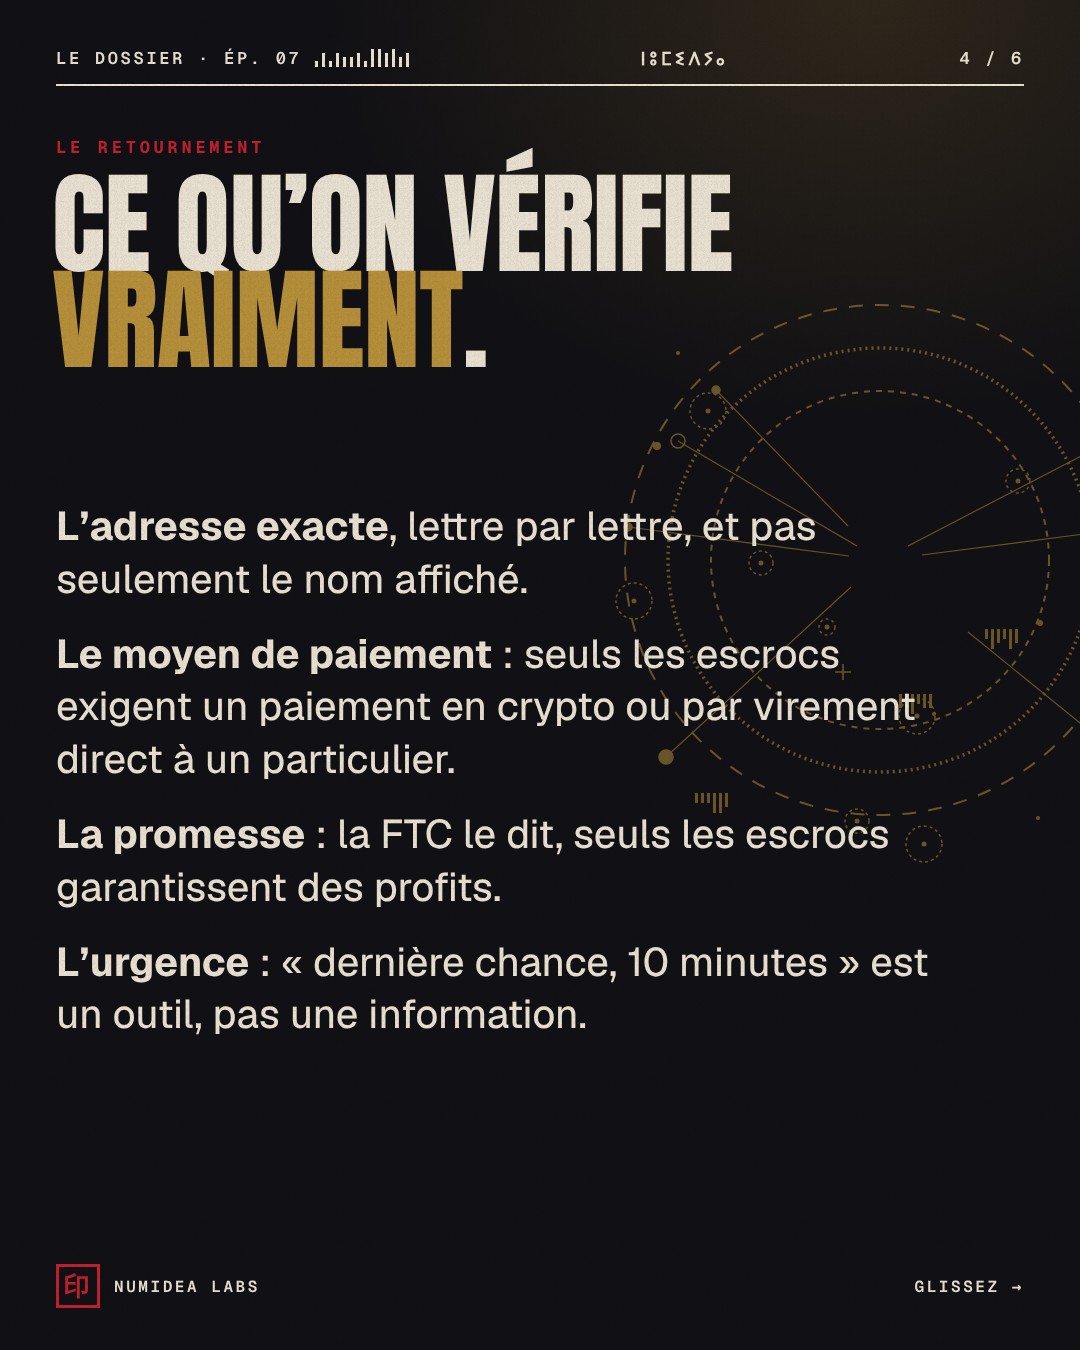 LE DOSSIER · ÉP. 07
ⵏⵓⵎⵉⴷⵢⴰ
4 / 6
LE RETOURNEMENT
CE QU’ON VÉRIFIE
VRAIMENT.
L’adresse exacte, lettre par lettre, et pas
seulement le nom affiché.
Le moyen de paiement : seuls les escrocs
exigent un paiement en crypto ou par virement
direct à un particulier.
La promesse : la FTC le dit, seuls les escrocs
garantissent des profits.
L’urgence : « dernière chance, 10 minutes » est
un outil, pas une information.
印 NUMIDEA LABS
GLISSEZ →